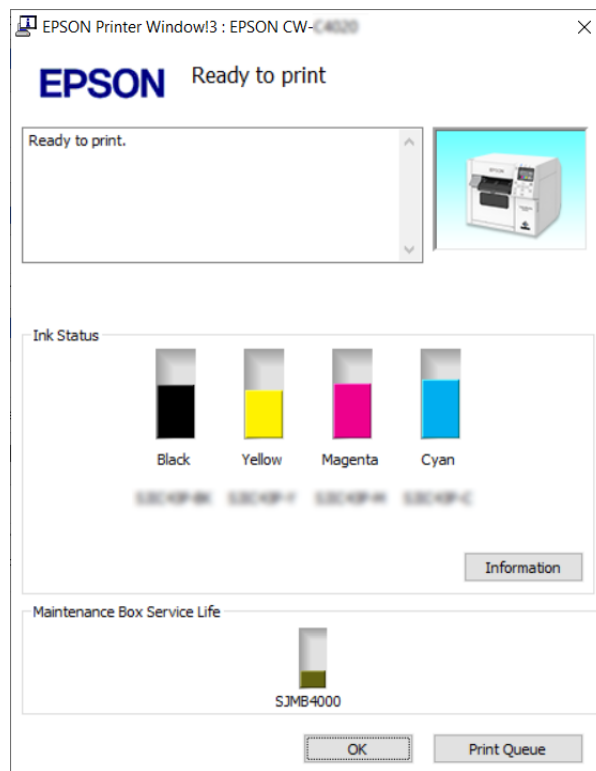 EPSON Printer Window!3 : EPSON CW-
EPSON
Ready to print
Ready to print.
EPSON
Ink Status
Black Yellow Magenta Cyan
Information
Maintenance Box Service Life
SJMB4000
OK Print Queue